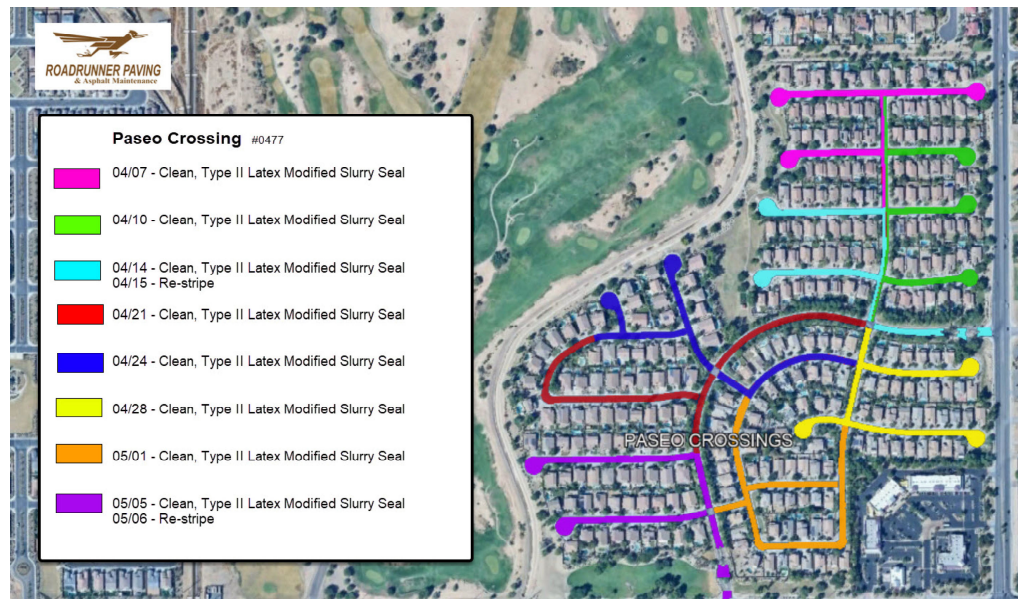 ROADRUNNER PAVING
& Asphalt Maintenance
Paseo Crossing #0477
04/07 - Clean, Type II Latex Modified Slurry Seal
04/10 - Clean, Type II Latex Modified Slurry Seal
04/14 - Clean, Type II Latex Modified Slurry Seal
04/15 - Re-stripe
04/21 - Clean, Type II Latex Modified Slurry Seal
04/24 - Clean, Type II Latex Modified Slurry Seal
04/28 - Clean, Type II Latex Modified Slurry Seal
05/01 - Clean, Type II Latex Modified Slurry Seal
05/05 - Clean, Type II Latex Modified Slurry Seal
05/06 - Re-stripe
PASEO CROSSINGS